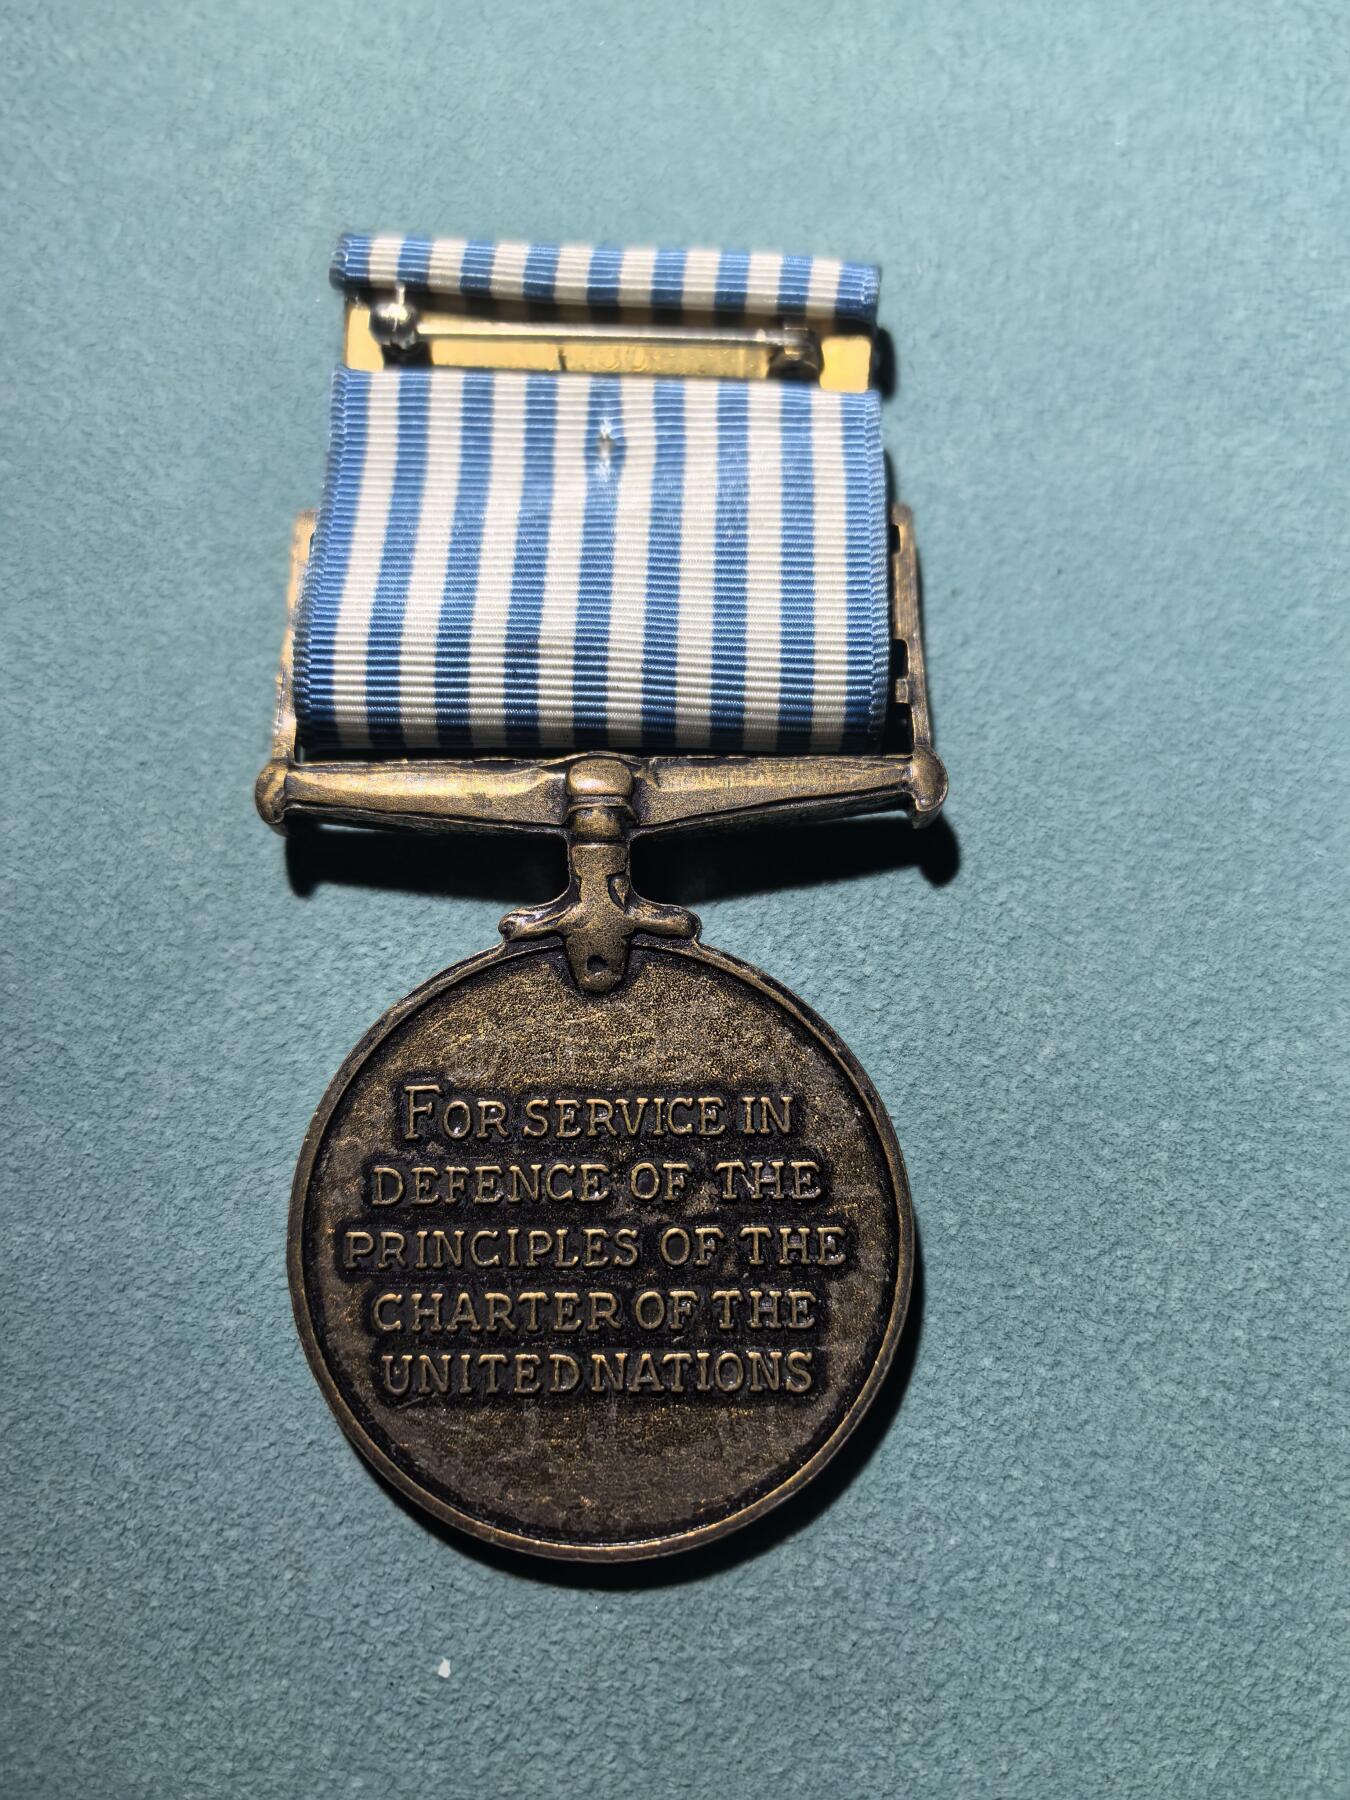 FOR SERVICE IN
DEFENCE OF THE
PRINCIPLES OF THE
CHARTER OF THE
UNITED NATIONS